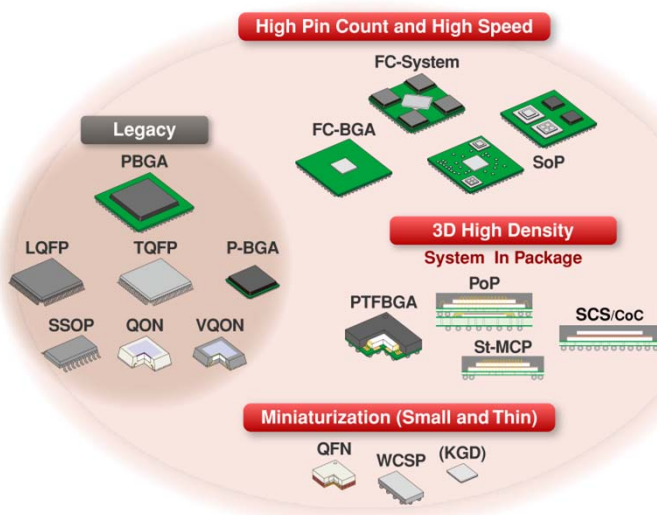 High Pin Count and High Speed
FC-System
FC-BGA
SoP
Legacy
PBGA
LQFP TQFP P-BGA
SSOP QON VQON
3D High Density
System In Package
PoP
PTFBGA
SCS/CoC
St-MCP
Miniaturization (Small and Thin)
QFN
WCSP
(KGD)